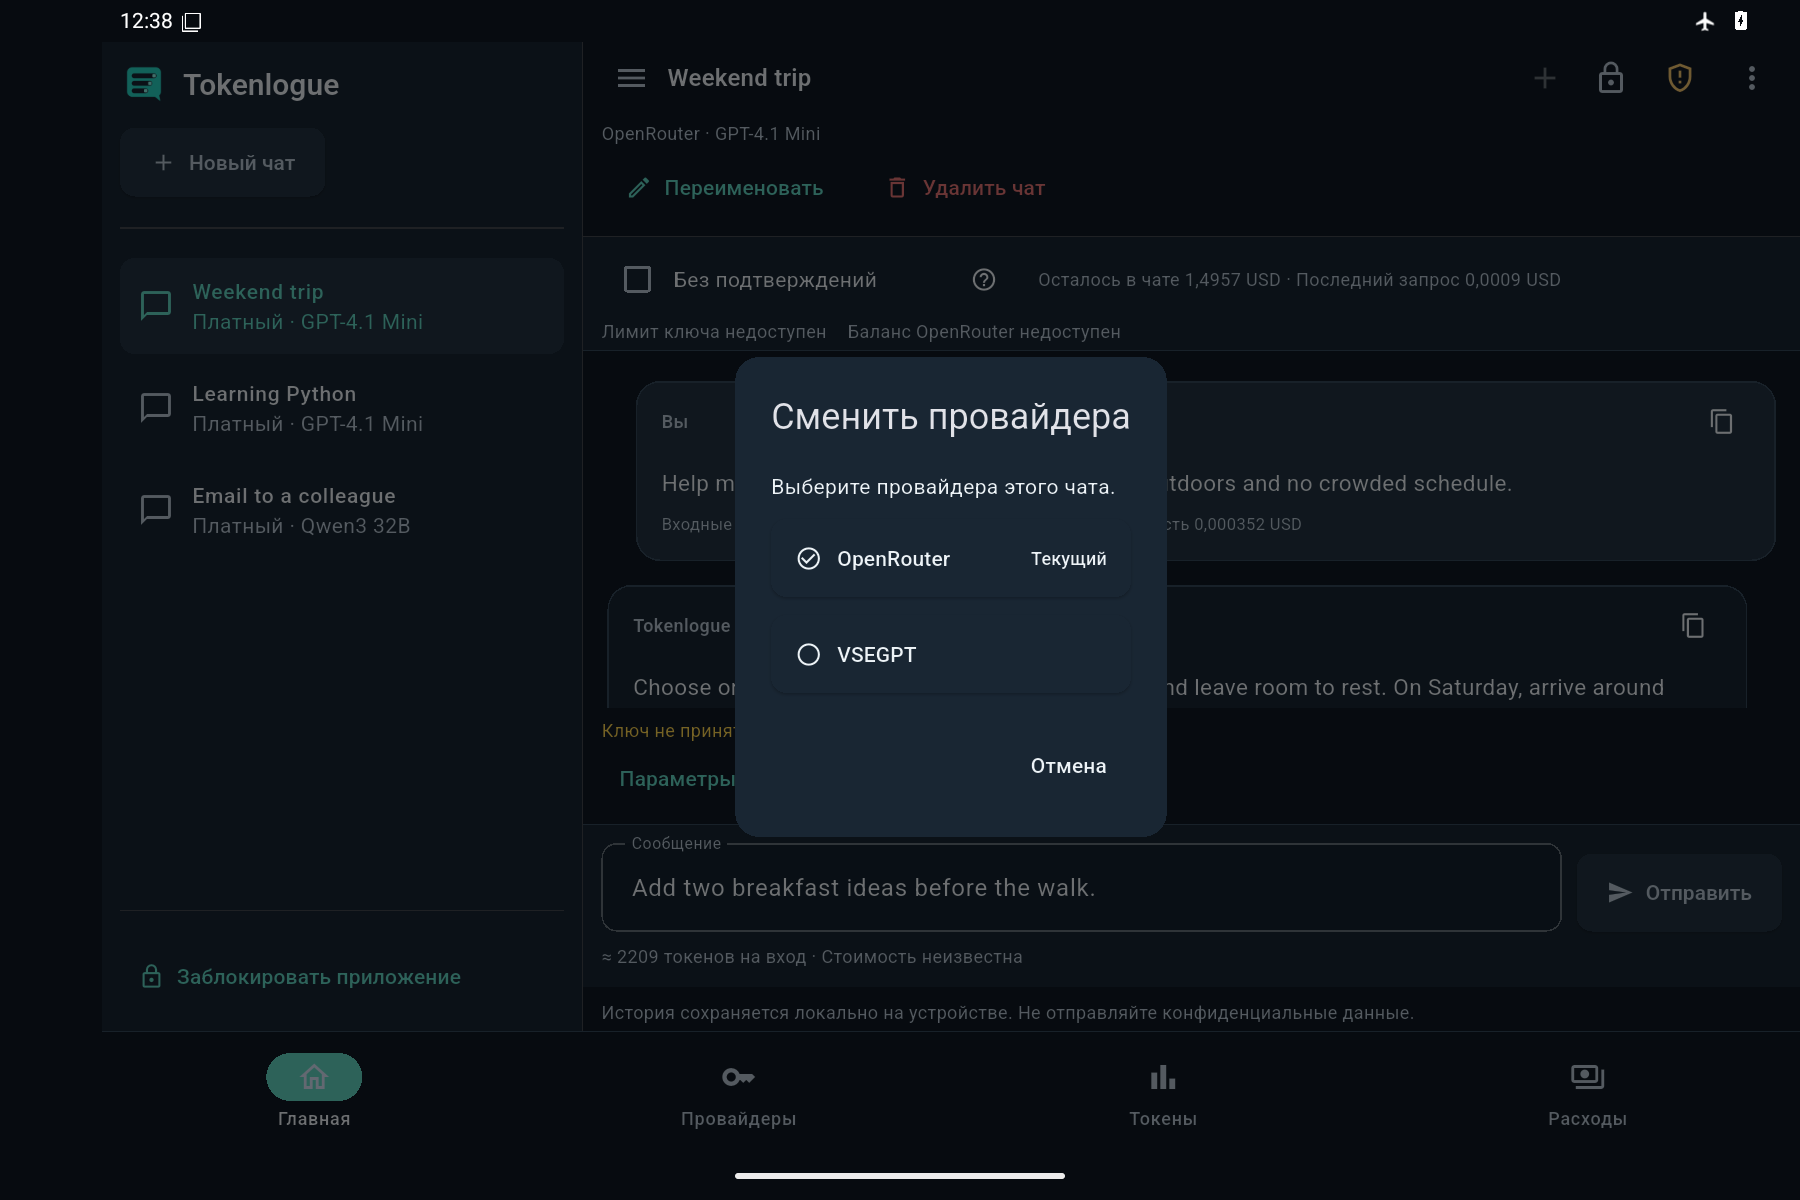 12:38
Tokenlogue
Новый чат
Weekend trip
Платный · GPT-4.1 Mini
Learning Python
Платный · GPT-4.1 Mini
Email to a colleague
Платный · Qwen3 32B
Заблокировать приложение
Weekend trip
OpenRouter · GPT-4.1 Mini
Переименовать
Удалить чат
Без подтверждений
Осталось в чате 1,4957 USD · Последний запрос 0,0009 USD
Лимит ключа недоступен Баланс OpenRouter недоступен
Вы
Help m tdoors and no crowded schedule.
Входные сть 0,000352 USD
Tokenlogue
Choose or nd leave room to rest. On Saturday, arrive around
Ключ не принят
Параметры
Сменить провайдера
Выберите провайдера этого чата.
OpenRouter Текущий
VSEGPT
Отмена
Сообщение
Add two breakfast ideas before the walk.
Отправить
≈ 2209 токенов на вход · Стоимость неизвестна
История сохраняется локально на устройстве. Не отправляйте конфиденциальные данные.
Главная
Провайдеры
Токены
Расходы